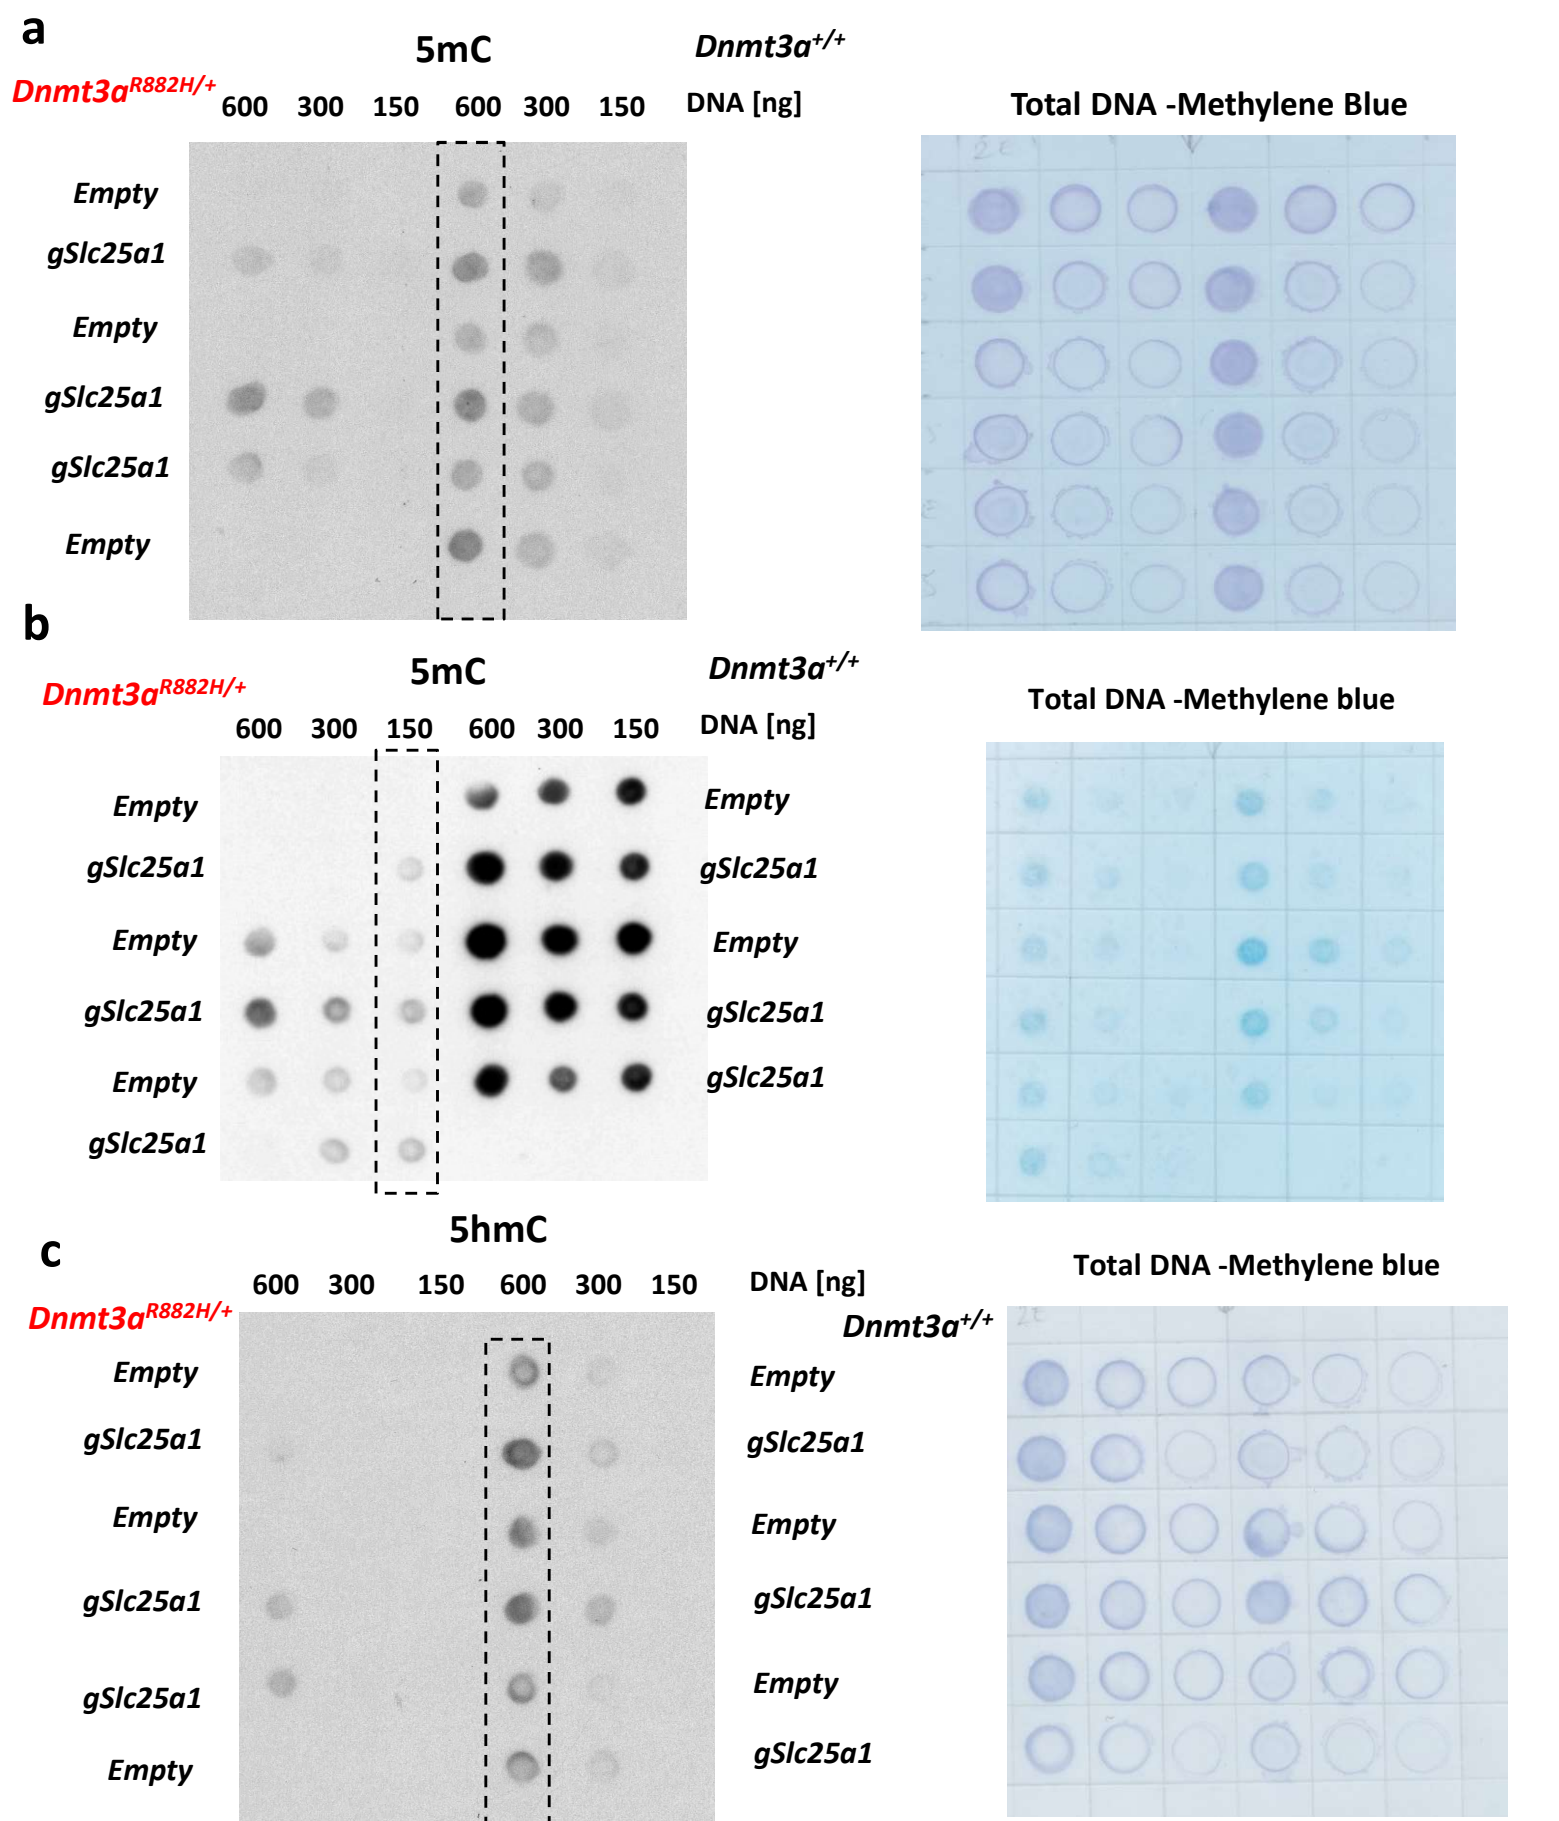 a
5mC
Dnmt3a+/+
Dnmt3aR882H/+
600 300 150 600 300 150 DNA [ng]
Total DNA -Methylene Blue
Empty
gSlc25a1
Empty
gSlc25a1
gSlc25a1
Empty
b
5mC
Dnmt3a+/+
Dnmt3aR882H/+
600 300 150 600 300 150 DNA [ng]
Total DNA -Methylene blue
Empty Empty
gSlc25a1 gSlc25a1
Empty Empty
gSlc25a1 gSlc25a1
Empty gSlc25a1
gSlc25a1
5hmC
c
600 300 150 600 300 150 DNA [ng]
Total DNA -Methylene blue
Dnmt3aR882H/+ Dnmt3a+/+
Empty Empty
gSlc25a1 gSlc25a1
Empty Empty
gSlc25a1 gSlc25a1
gSlc25a1 Empty
Empty gSlc25a1